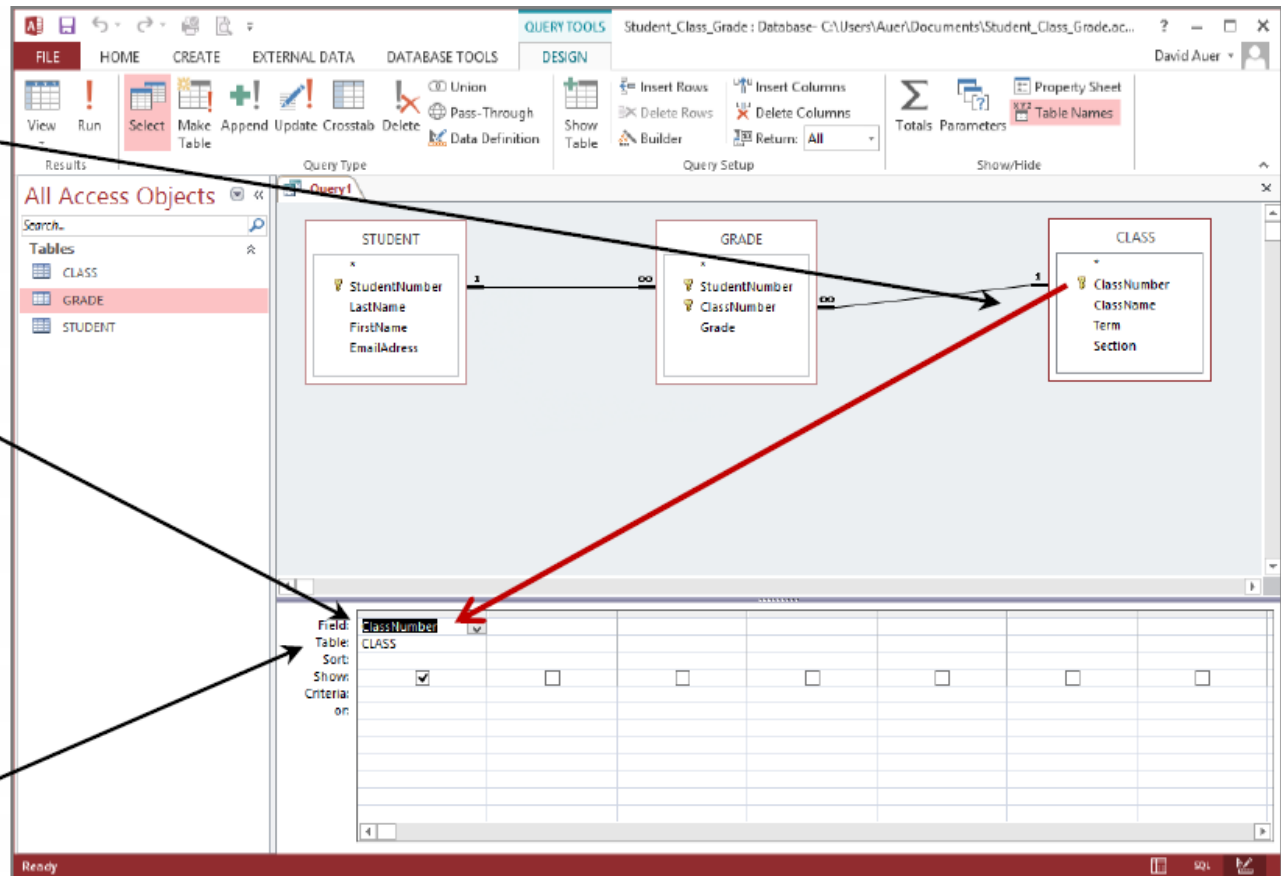 QUERY TOOLS Student_Class_Grade : Database- C:\Users\Auer\Documents\Student_Class_Grade.ac... ?
FILE HOME CREATE EXTERNAL DATA DATABASE TOOLS DESIGN David Auer
View Run Select Make Table Append Update Crosstab Delete
Union
Pass-Through
Data Definition
Show Table
Insert Rows
Delete Rows
Builder
Insert Columns
Delete Columns
Return: All
Totals Parameters
Property Sheet
Table Names
Results Query Type Query Setup Show/Hide
All Access Objects
Search..
Tables
CLASS
GRADE
STUDENT
Query1
STUDENT
*
StudentNumber
LastName
FirstName
EmailAdress
1 ∞
GRADE
*
StudentNumber
ClassNumber
Grade
∞ 1
CLASS
*
ClassNumber
ClassName
Term
Section
Field: ClassNumber
Table: CLASS
Sort:
Show:
Criteria:
or:
Ready SQL